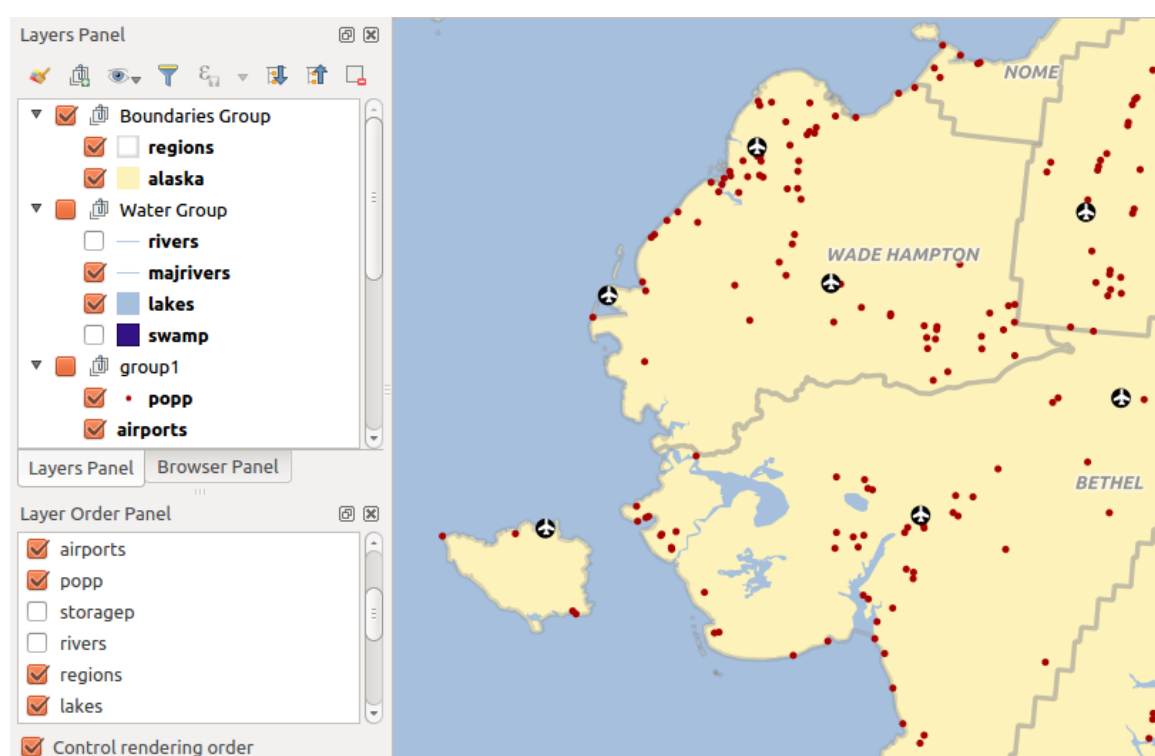 Layers Panel
Boundaries Group
regions
alaska
Water Group
rivers
majrivers
lakes
swamp
group1
popp
airports
Layers Panel
Browser Panel
Layer Order Panel
airports
popp
storagep
rivers
regions
lakes
Control rendering order
NOME
WADE HAMPTON
BETHEL